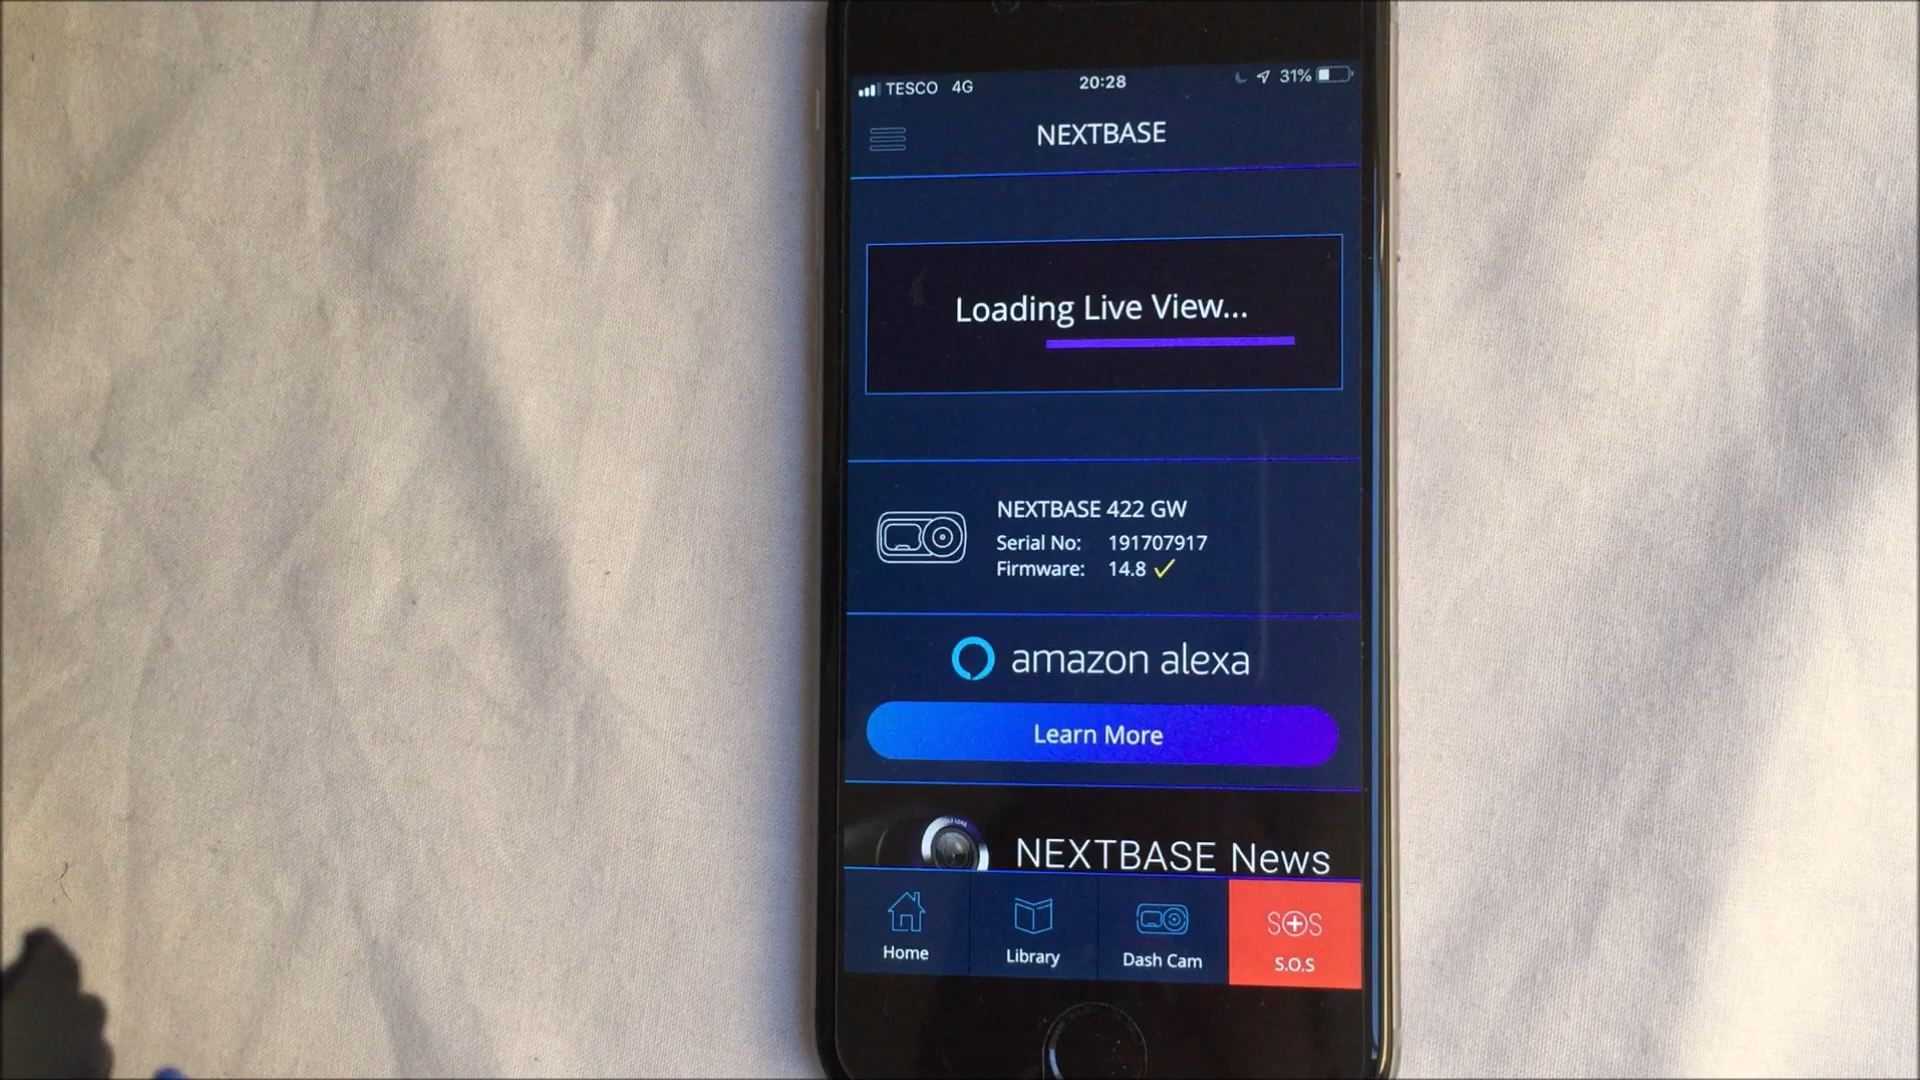 TESCO 4G 20:28 31%
NEXTBASE
Loading Live View...
NEXTBASE 422 GW
Serial No: 191707917
Firmware: 14.8
amazon alexa
Learn More
NEXTBASE News
Home Library Dash Cam SOS S.O.S